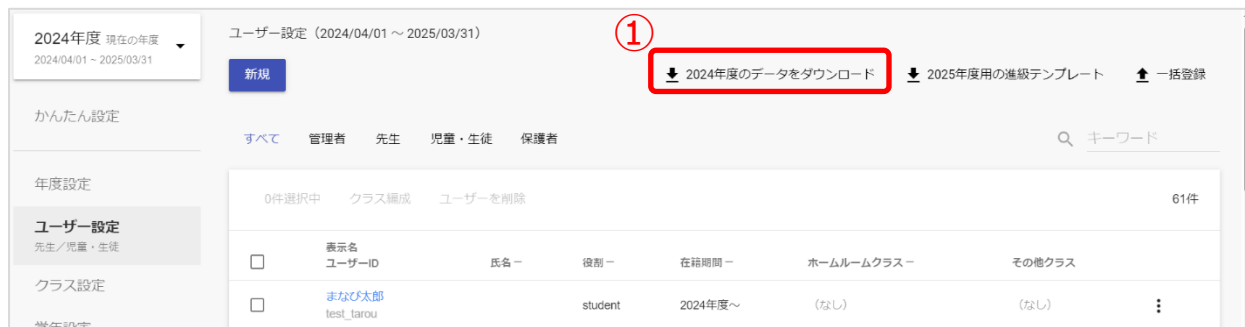 2024年度 現在の年度
2024/04/01 ~ 2025/03/31
かんたん設定
年度設定
ユーザー設定
先生／児童・生徒
クラス設定
学年設定
ユーザー設定（2024/04/01 ～ 2025/03/31）
①
新規
2024年度のデータをダウンロード
2025年度用の進級テンプレート
一括登録
すべて 管理者 先生 児童・生徒 保護者
キーワード
0件選択中 クラス編成 ユーザーを削除
61件
表示名
ユーザーID 氏名 役割 在籍期間 ホームルームクラス その他クラス
まなび太郎
test_tarou student 2024年度～ （なし） （なし）